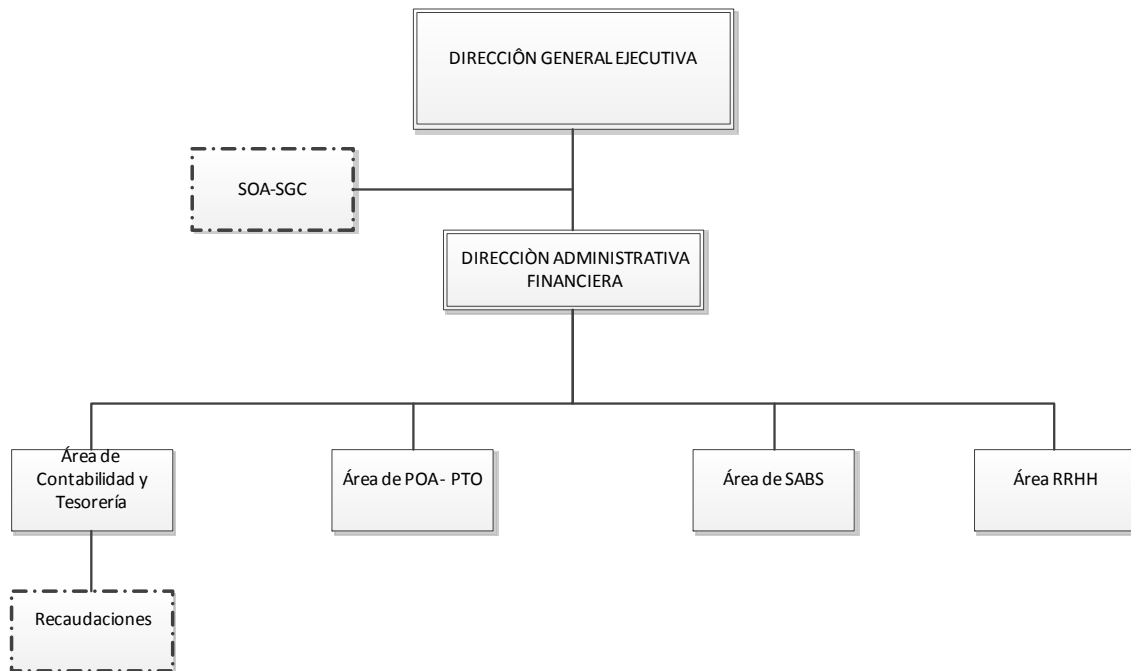 DIRECCIÔN GENERAL EJECUTIVA
SOA-SGC
DIRECCIÒN ADMINISTRATIVA
FINANCIERA
Área de
Contabilidad y
Tesorería
Área de POA- PTO
Área de SABS
Área RRHH
Recaudaciones